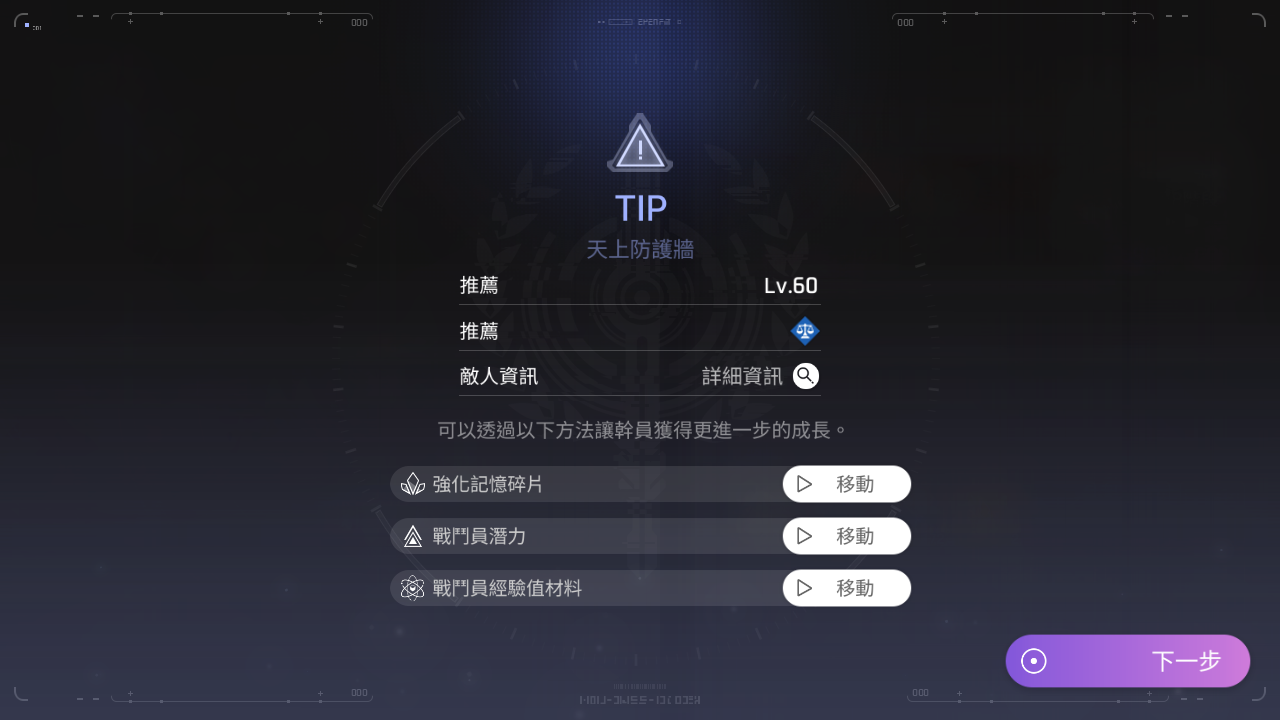 TIP
天上防護牆
推薦 Lv.60
推薦
敵人資訊 詳細資訊
可以透過以下方法讓幹員獲得更進一步的成長。
強化記憶碎片 移動
戰鬥員潛力 移動
戰鬥員經驗值材料 移動
下一步